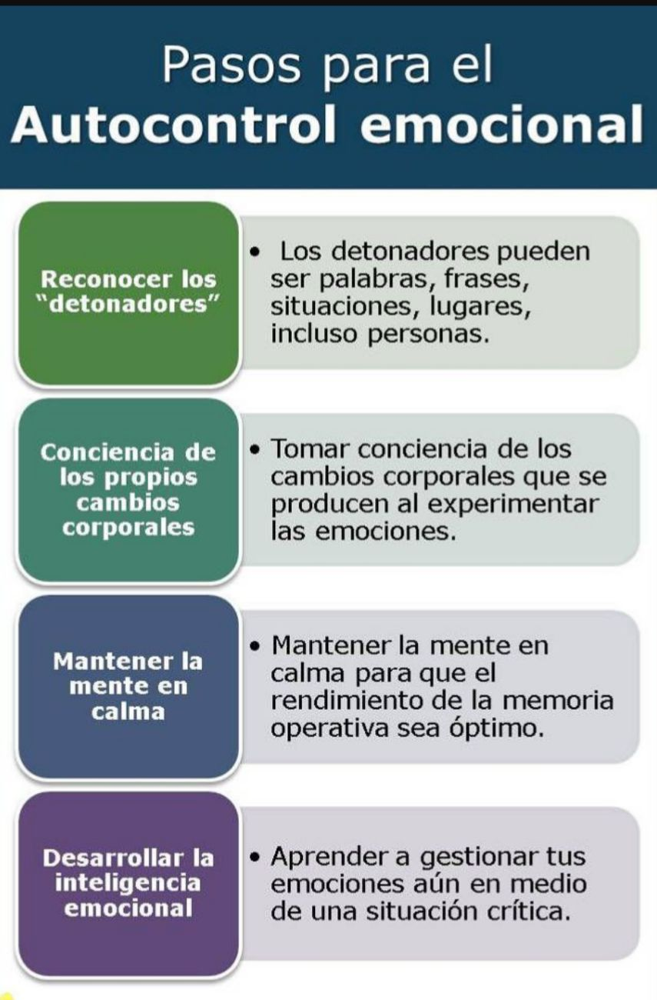 Pasos para el
Autocontrol emocional
Reconocer los
“detonadores”
• Los detonadores pueden
ser palabras, frases,
situaciones, lugares,
incluso personas.
Conciencia de
los propios
cambios
corporales
• Tomar conciencia de los
cambios corporales que se
producen al experimentar
las emociones.
Mantener la
mente en
calma
• Mantener la mente en
calma para que el
rendimiento de la memoria
operativa sea óptimo.
Desarrollar la
inteligencia
emocional
• Aprender a gestionar tus
emociones aún en medio
de una situación crítica.